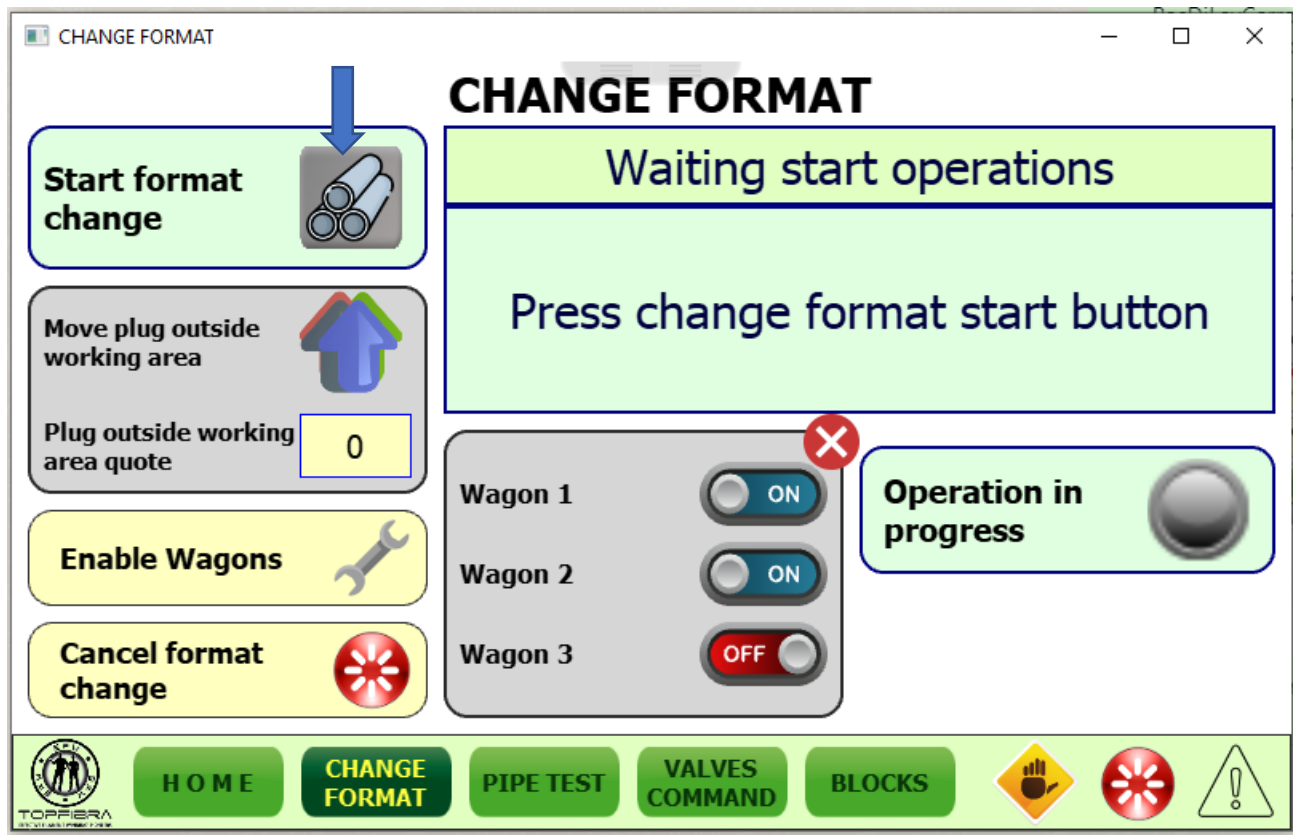 CHANGE FORMAT
CHANGE FORMAT
Start format
change
Waiting start operations
Press change format start button
Move plug outside
working area
Plug outside working
area quote
0
Enable Wagons
Cancel format
change
Wagon 1
ON
Wagon 2
ON
Wagon 3
OFF
Operation in
progress
TOPFIBRA
HOME
CHANGE
FORMAT
PIPE TEST
VALVES
COMMAND
BLOCKS